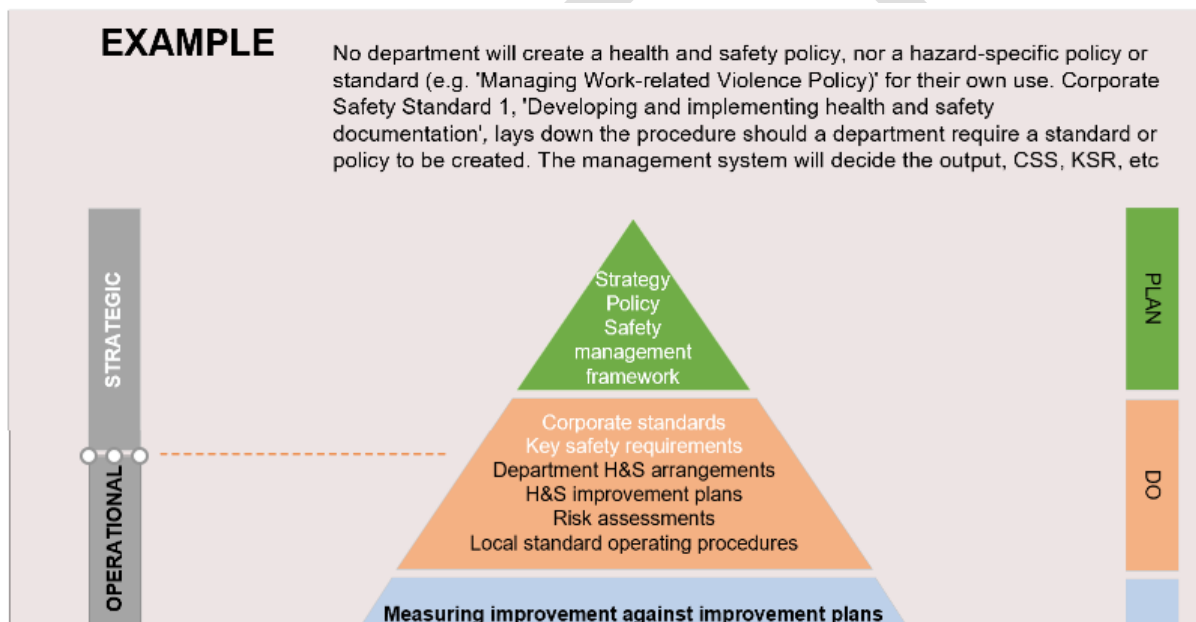 EXAMPLE
No department will create a health and safety policy, nor a hazard-specific policy or
standard (e.g. 'Managing Work-related Violence Policy)' for their own use. Corporate
Safety Standard 1, 'Developing and implementing health and safety
documentation', lays down the procedure should a department require a standard or
policy to be created. The management system will decide the output, CSS, KSR, etc
STRATEGIC
Strategy
Policy
Safety
management
framework
PLAN
Corporate standards
Key safety requirements
Department H&S arrangements
H&S improvement plans
Risk assessments
Local standard operating procedures
DO
OPERATIONAL
Measuring improvement against improvement plans